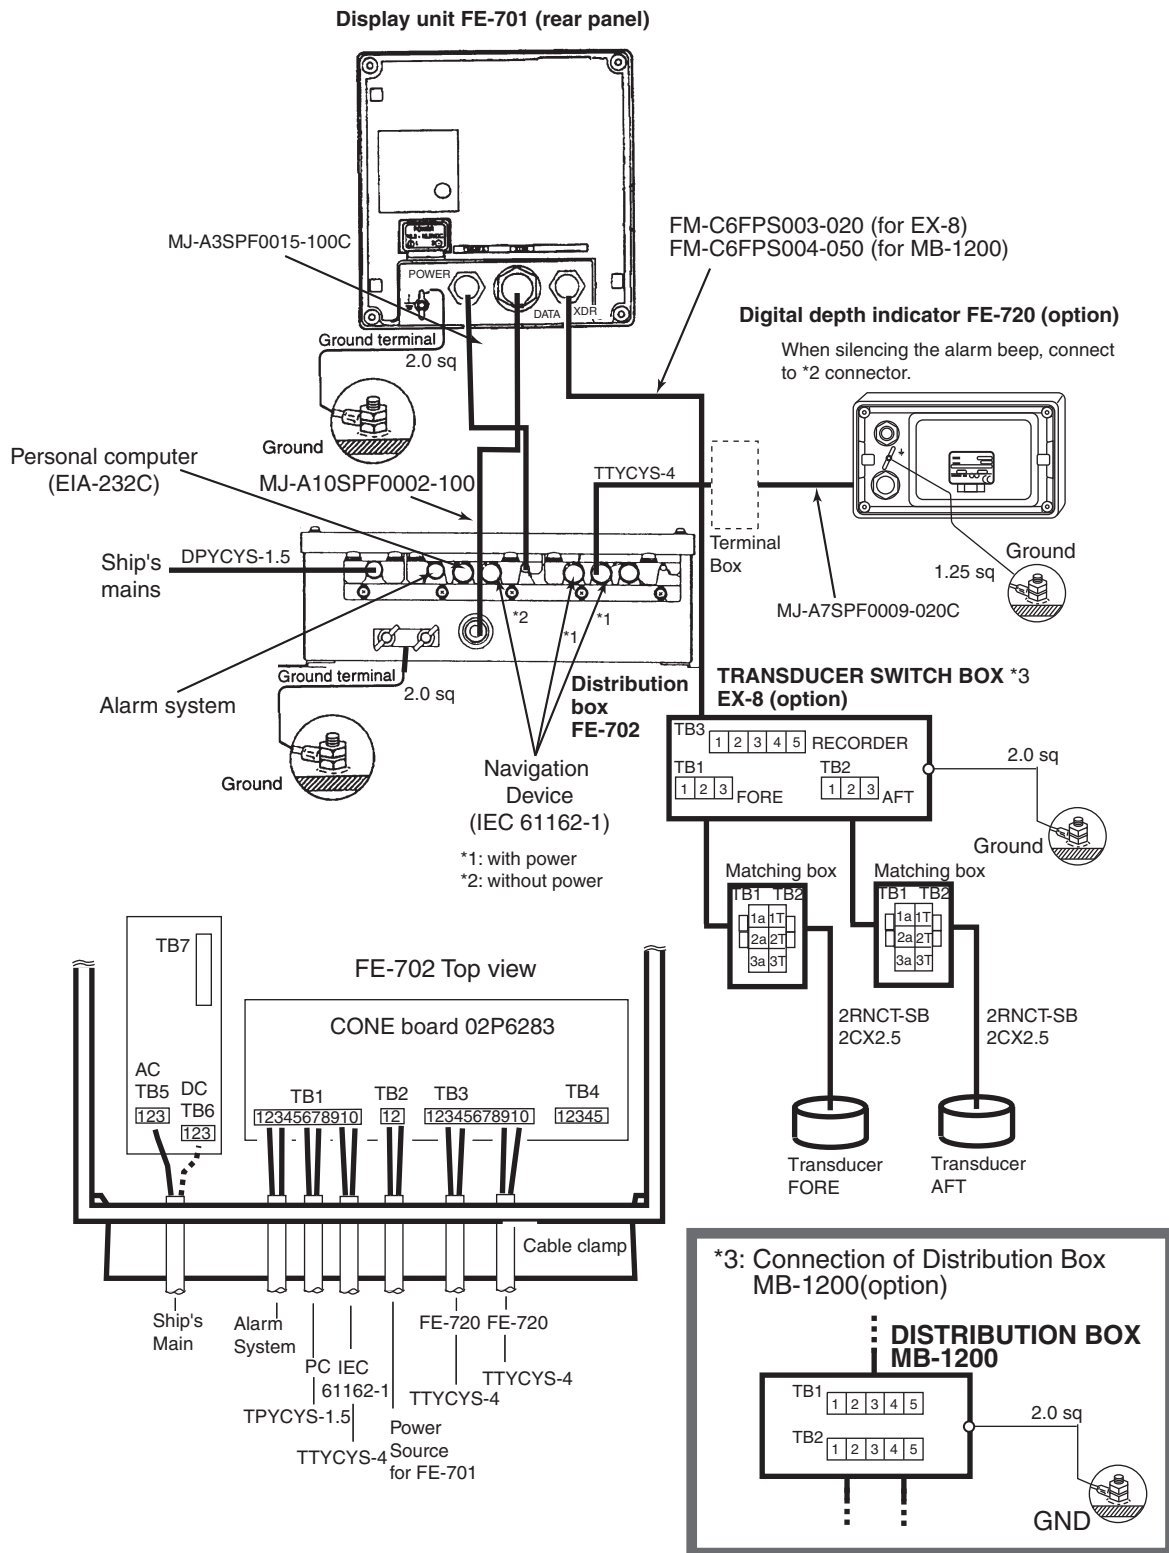 Display unit FE-701 (rear panel)
MJ-A3SPF0015-100C
POWER
POWER
DATA
XDR
FM-C6FPS003-020 (for EX-8)
FM-C6FPS004-050 (for MB-1200)
Ground terminal
2.0 sq
Ground
Digital depth indicator FE-720 (option)
When silencing the alarm beep, connect
to *2 connector.
Personal computer
(EIA-232C)
MJ-A10SPF0002-100
TTYCYS-4
Terminal
Box
Ship's
mains
DPYCYS-1.5
Ground
1.25 sq
MJ-A7SPF0009-020C
*2
*1
*1
Alarm system
Ground terminal
2.0 sq
Ground
Distribution
box
FE-702
Navigation
Device
(IEC 61162-1)
*1: with power
*2: without power
TRANSDUCER SWITCH BOX *3
EX-8 (option)
TB3 1 2 3 4 5 RECORDER
TB1
1 2 3 FORE
TB2
1 2 3 AFT
2.0 sq
Ground
Matching box
TB1 TB2
1a 1T
2a 2T
3a 3T
Matching box
TB1 TB2
1a 1T
2a 2T
3a 3T
2RNCT-SB
2CX2.5
2RNCT-SB
2CX2.5
Transducer
FORE
Transducer
AFT
FE-702 Top view
TB7
CONE board 02P6283
AC
TB5
123
DC
TB6
123
TB1
12345678910
TB2
12
TB3
12345678910
TB4
12345
Cable clamp
Ship's
Main
Alarm
System
PC
TPYCYS-1.5
IEC
61162-1
TTYCYS-4
Power
Source
for FE-701
FE-720
TTYCYS-4
FE-720
TTYCYS-4
*3: Connection of Distribution Box
MB-1200(option)
DISTRIBUTION BOX
MB-1200
TB1 1 2 3 4 5
TB2 1 2 3 4 5
2.0 sq
GND